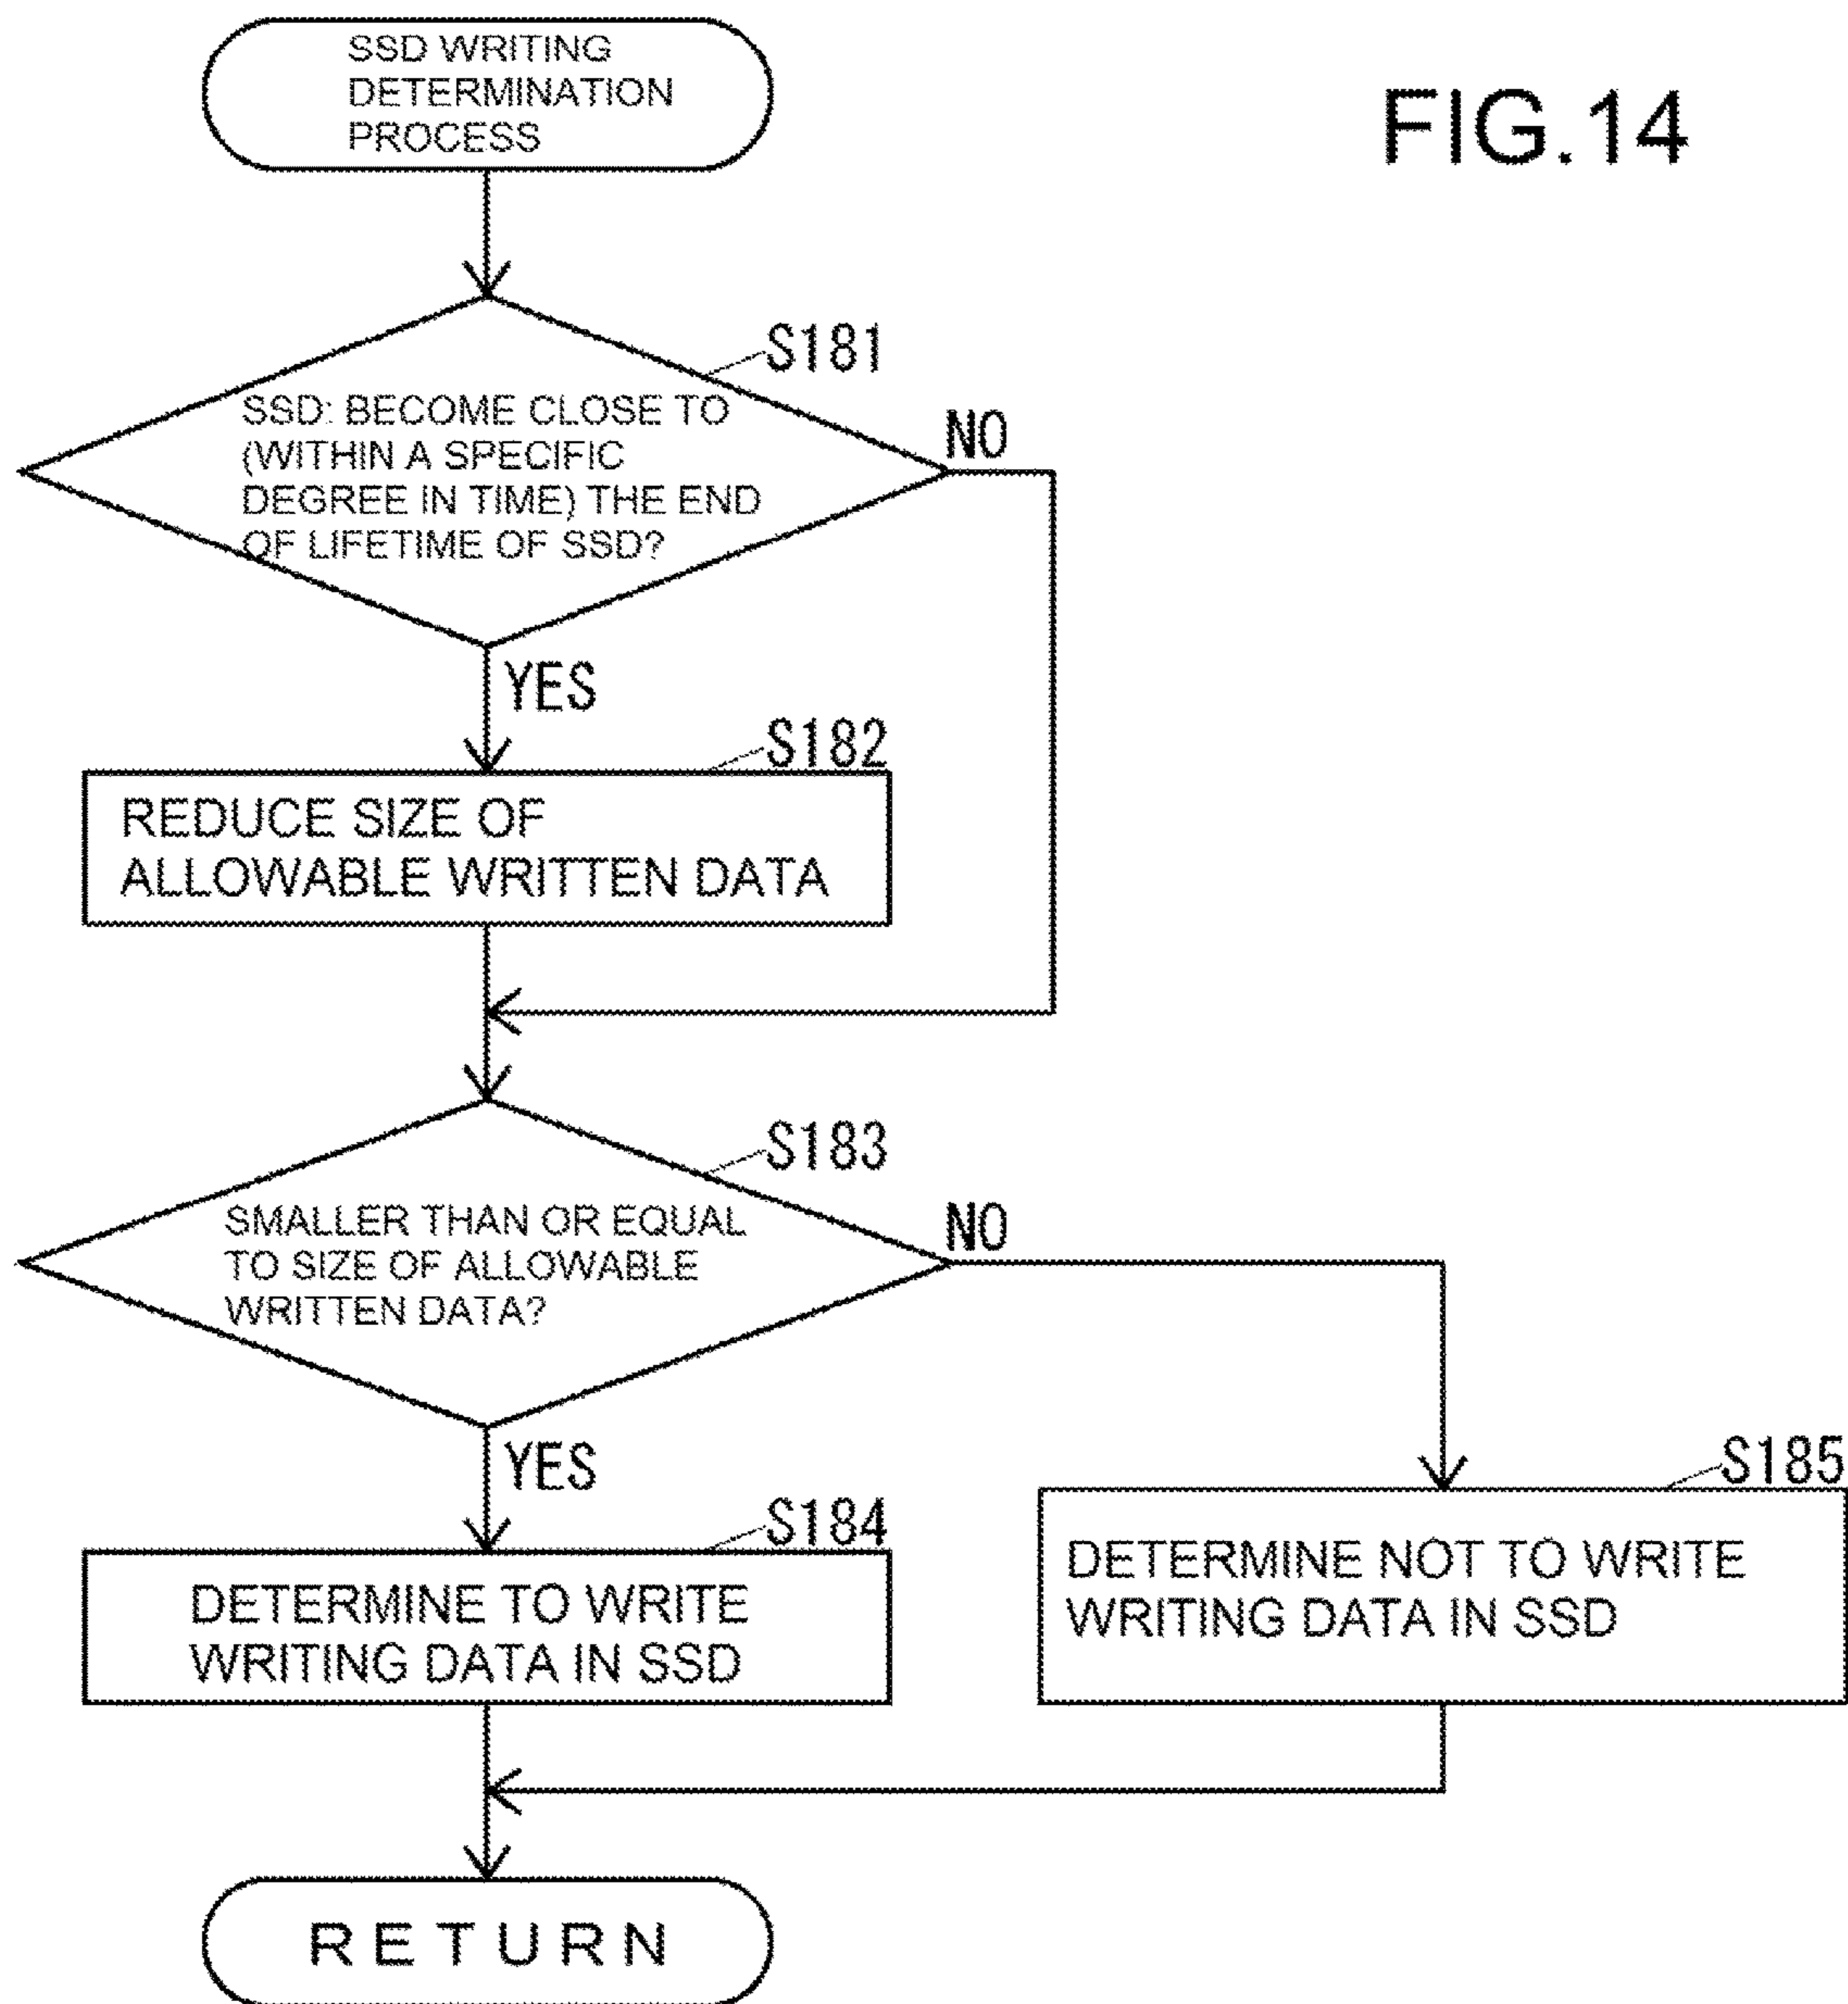 SSD WRITING
DETERMINATION
PROCESS
FIG.14
S181
SSD: BECOME CLOSE TO
(WITHIN A SPECIFIC
DEGREE IN TIME) THE END
OF LIFETIME OF SSD?
NO
YES
S182
REDUCE SIZE OF
ALLOWABLE WRITTEN DATA
S183
SMALLER THAN OR EQUAL
TO SIZE OF ALLOWABLE
WRITTEN DATA?
NO
YES
S184
DETERMINE TO WRITE
WRITING DATA IN SSD
S185
DETERMINE NOT TO WRITE
WRITING DATA IN SSD
RETURN